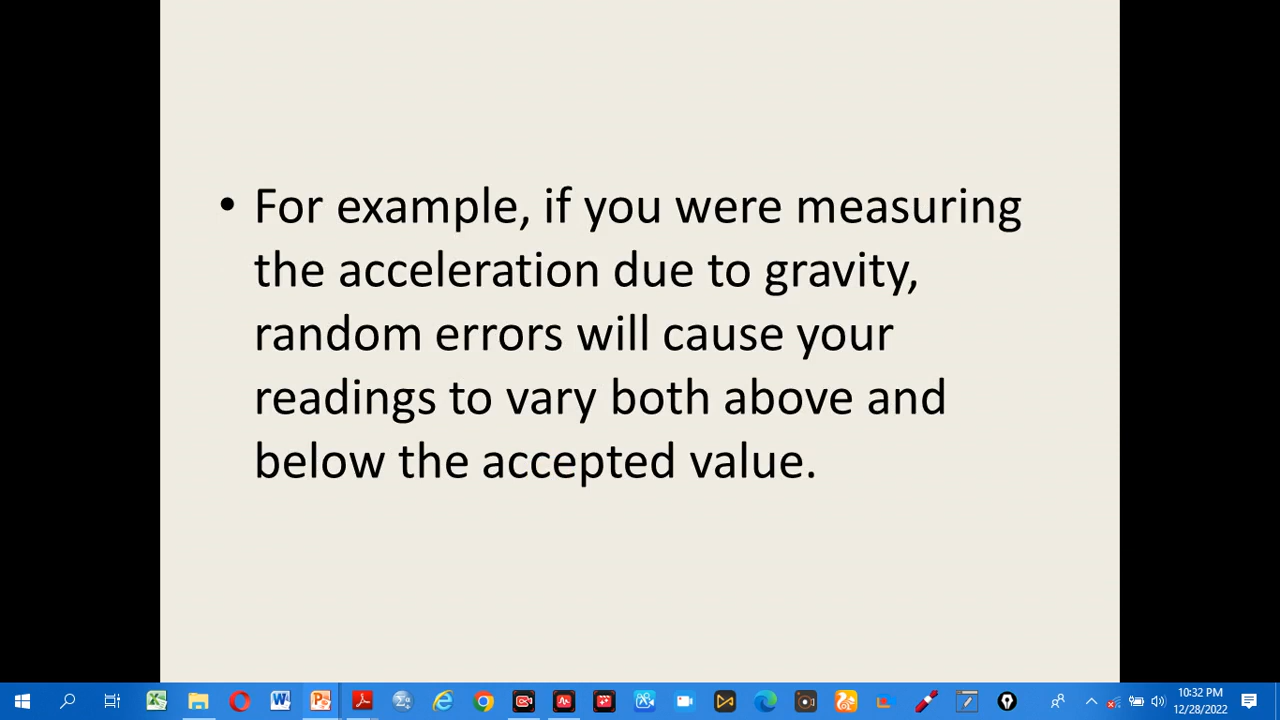 • For example, if you were measuring
the acceleration due to gravity,
random errors will cause your
readings to vary both above and
below the accepted value.
10:32 PM
12/28/2022